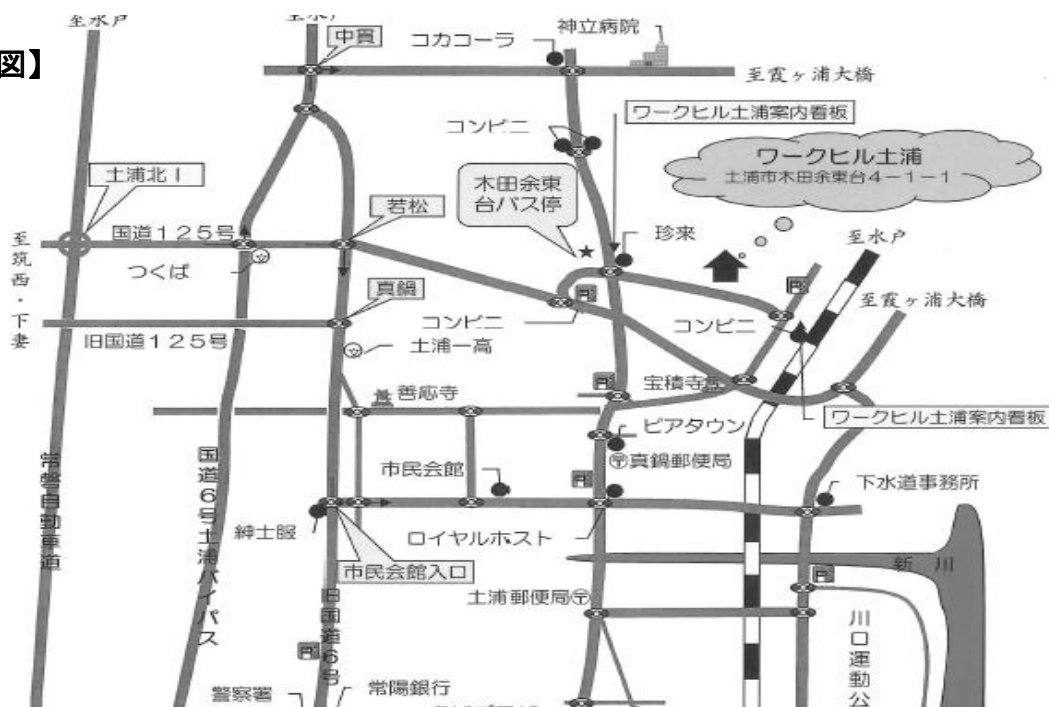 至水戸
至水戸
図】
中貫
コカコーラ
神立病院
至霞ヶ浦大橋
コンビニ
ワークヒル土浦案内看板
ワークヒル土浦
土浦市木田余東台4-1-1
土浦北I
木田余東
台バス停
若松
珍来
至水戸
至筑西・下妻
国道125号
つくば
真鍋
コンビニ
コンビニ
至霞ヶ浦大橋
旧国道125号
土浦一高
善応寺
宝積寺
ピアタウン
ワークヒル土浦案内看板
常磐自動車道
国道6号土浦バイパス
市民会館
〒真鍋郵便局
下水道事務所
紳士服
ロイヤルホスト
市民会館入口
新川
土浦郵便局〒
旧国道6号
川口運動公
警察署
常陽銀行